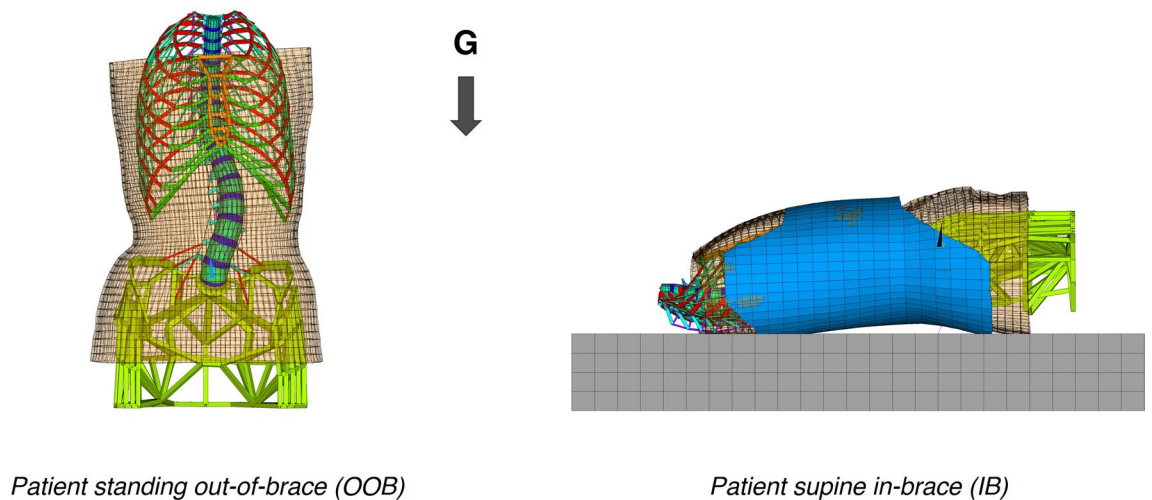 G
Patient standing out-of-brace (OOB)
Patient supine in-brace (IB)